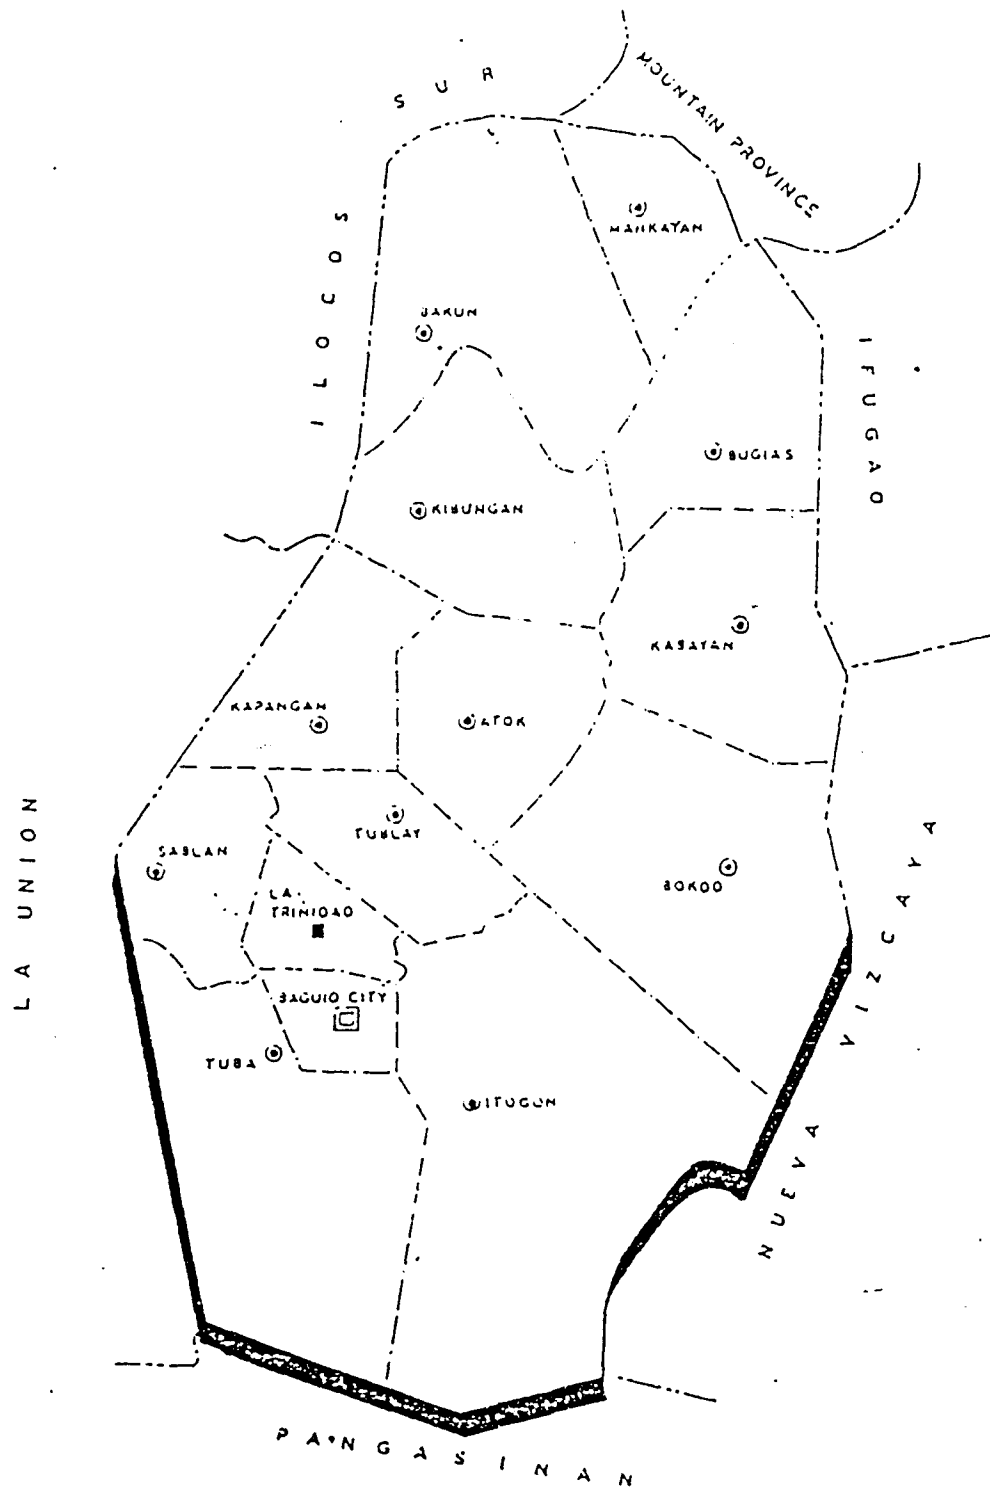 ILOCOS SUR
MOUNTAIN PROVINCE
MANKAYAN
BAKUN
IFUGAO
BUGIAS
KIBUNGAN
KABAYAN
KAPANGAN
ATOK
LA UNION
TUBLAY
SABLAN
BOKOD
LA
TRINIDAD
BAGUIO CITY
TUBA
ITOGON
NUEVA VIZCAYA
PANGASINAN